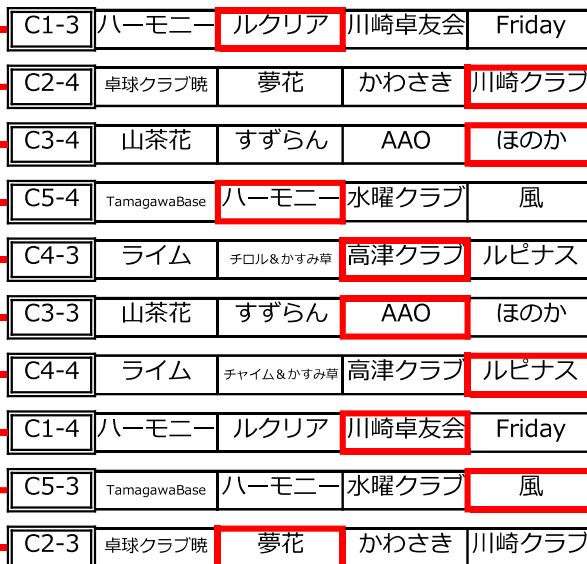 C1-3 ハーモニー ルクリア 川崎卓友会 Friday
C2-4 卓球クラブ暁 夢花 かわさき 川崎クラブ
C3-4 山茶花 すずらん AAO ほのか
C5-4 TamagawaBase ハーモニー 水曜クラブ 風
C4-3 ライム チロル＆かすみ草 高津クラブ ルピナス
C3-3 山茶花 すずらん AAO ほのか
C4-4 ライム チャイム＆かすみ草 高津クラブ ルピナス
C1-4 ハーモニー ルクリア 川崎卓友会 Friday
C5-3 TamagawaBase ハーモニー 水曜クラブ 風
C2-3 卓球クラブ暁 夢花 かわさき 川崎クラブ